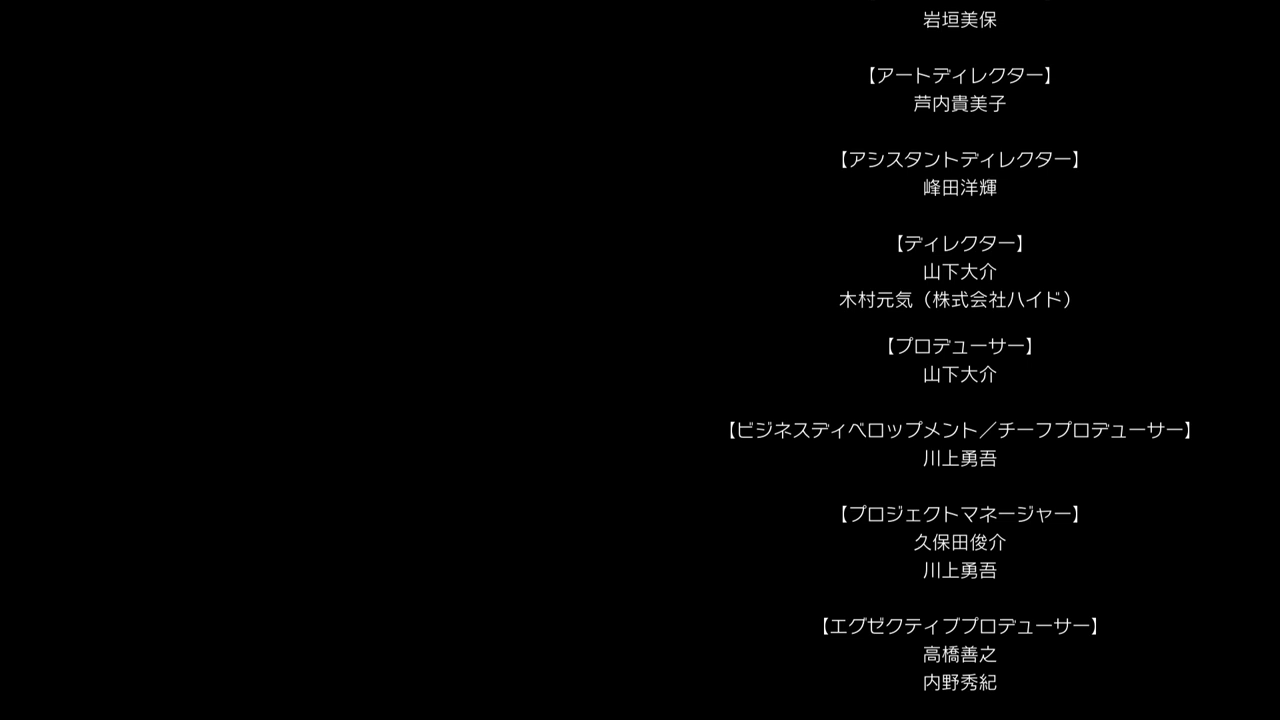 岩垣美保
【アートディレクター】
芦内貴美子
【アシスタントディレクター】
峰田洋輝
【ディレクター】
山下大介
木村元気（株式会社ハイド）
【プロデューサー】
山下大介
【ビジネスディベロップメント／チーフプロデューサー】
川上勇吾
【プロジェクトマネージャー】
久保田俊介
川上勇吾
【エグゼクティブプロデューサー】
高橋善之
内野秀紀